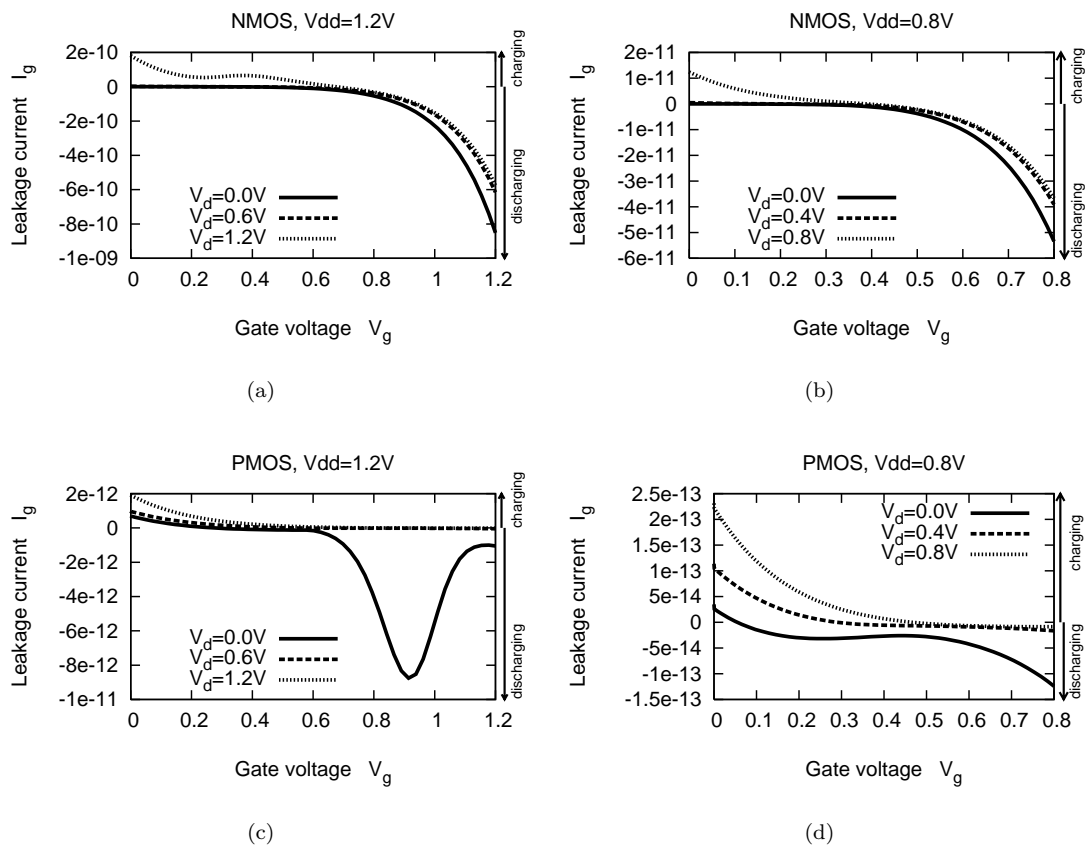 NMOS, Vdd=1.2V
2e-10
0
-2e-10
-4e-10
-6e-10
-8e-10
-1e-09
0 0.2 0.4 0.6 0.8 1 1.2
Leakage current I_g
Gate voltage V_g
V_d=0.0V
V_d=0.6V
V_d=1.2V
charging
discharging
(a)
NMOS, Vdd=0.8V
2e-11
1e-11
0
-1e-11
-2e-11
-3e-11
-4e-11
-5e-11
-6e-11
0 0.1 0.2 0.3 0.4 0.5 0.6 0.7 0.8
Leakage current I_g
Gate voltage V_g
V_d=0.0V
V_d=0.4V
V_d=0.8V
charging
discharging
(b)
PMOS, Vdd=1.2V
2e-12
0
-2e-12
-4e-12
-6e-12
-8e-12
-1e-11
0 0.2 0.4 0.6 0.8 1 1.2
Leakage current I_g
Gate voltage V_g
V_d=0.0V
V_d=0.6V
V_d=1.2V
charging
discharging
(c)
PMOS, Vdd=0.8V
2.5e-13
2e-13
1.5e-13
1e-13
5e-14
0
-5e-14
-1e-13
-1.5e-13
0 0.1 0.2 0.3 0.4 0.5 0.6 0.7 0.8
Leakage current I_g
Gate voltage V_g
V_d=0.0V
V_d=0.4V
V_d=0.8V
charging
discharging
(d)